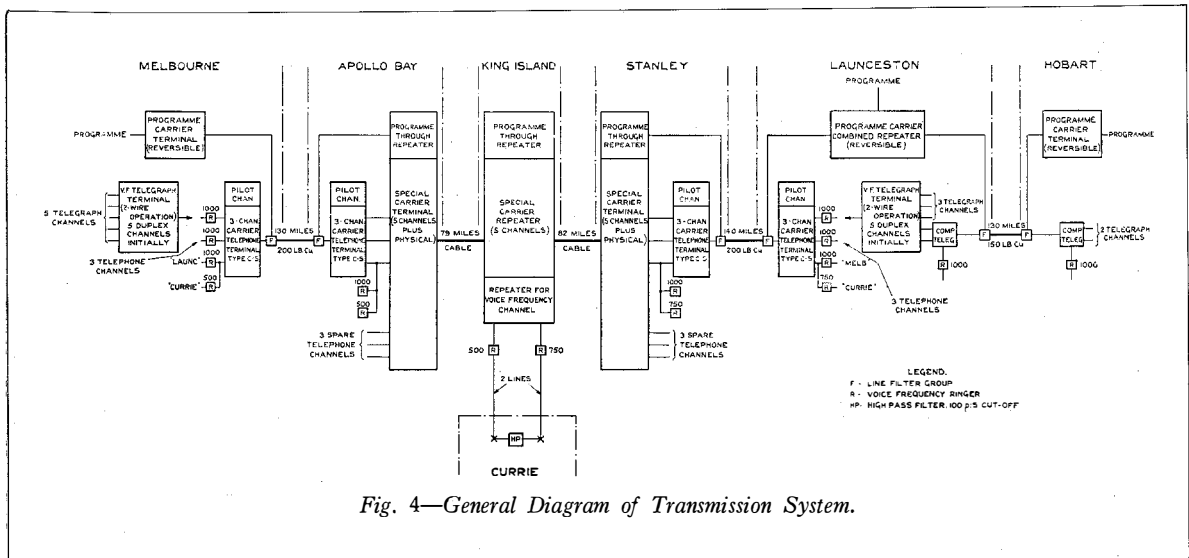 MELBOURNE
APOLLO BAY
KING ISLAND
STANLEY
LAUNCESTON
HOBART
PROGRAMME
PROGRAMME
PROGRAMME
CARRIER
TERMINAL
(REVERSIBLE)
PROGRAMME
THROUGH
REPEATER
PROGRAMME
THROUGH
REPEATER
PROGRAMME
THROUGH
REPEATER
PROGRAMME CARRIER
COMBINED REPEATER
(REVERSIBLE)
PROGRAMME
CARRIER
TERMINAL
(REVERSIBLE)
PROGRAMME
5 TELEGRAPH
CHANNELS
V.F. TELEGRAPH
TERMINAL
(2-WIRE
OPERATION)
5 DUPLEX
CHANNELS
INITIALLY
1000
R
1000
R
3 TELEPHONE
CHANNELS
1000
"LAUNC"
R
500
"CURRIE"
R
PILOT
CHAN.
3-CHAN.
CARRIER
TELEPHONE
TERMINAL
TYPE C-S
F
130 MILES
200 LB.Cu
F
PILOT
CHAN.
3-CHAN.
CARRIER
TELEPHONE
TERMINAL
TYPE C-S
1000
R
500
R
SPECIAL
CARRIER
TERMINAL
(5 CHANNELS
PLUS
PHYSICAL)
3 SPARE
TELEPHONE
CHANNELS
79 MILES
CABLE
SPECIAL
CARRIER
REPEATER
(5 CHANNELS)
REPEATER FOR
VOICE FREQUENCY
CHANNEL
500
R
R
750
2 LINES
HP
CURRIE
82 MILES
CABLE
SPECIAL
CARRIER
TERMINAL
(5 CHANNELS
PLUS
PHYSICAL)
PILOT
CHAN.
3-CHAN.
CARRIER
TELEPHONE
TERMINAL
TYPE C-S
1000
R
750
R
3 SPARE
TELEPHONE
CHANNELS
F
140 MILES
200 LB Cu
F
PILOT
CHAN.
3-CHAN.
CARRIER
TELEPHONE
TERMINAL
TYPE C-S
1000
R
1000
R
1000
R
"MELB"
750
R
"CURRIE"
3 TELEPHONE
CHANNELS
V.F. TELEGRAPH
TERMINAL
(2-WIRE
OPERATION)
5 DUPLEX
CHANNELS
INITIALLY
3 TELEGRAPH
CHANNELS
COMP
TELEG
R
1000
F
130 MILES
150 LB Cu
F
COMP
TELEG
2 TELEGRAPH
CHANNELS
R
1000
LEGEND.
F - LINE FILTER GROUP
R - VOICE FREQUENCY RINGER
HP- HIGH PASS FILTER, 100 p:s CUT-OFF
Fig. 4—General Diagram of Transmission System.